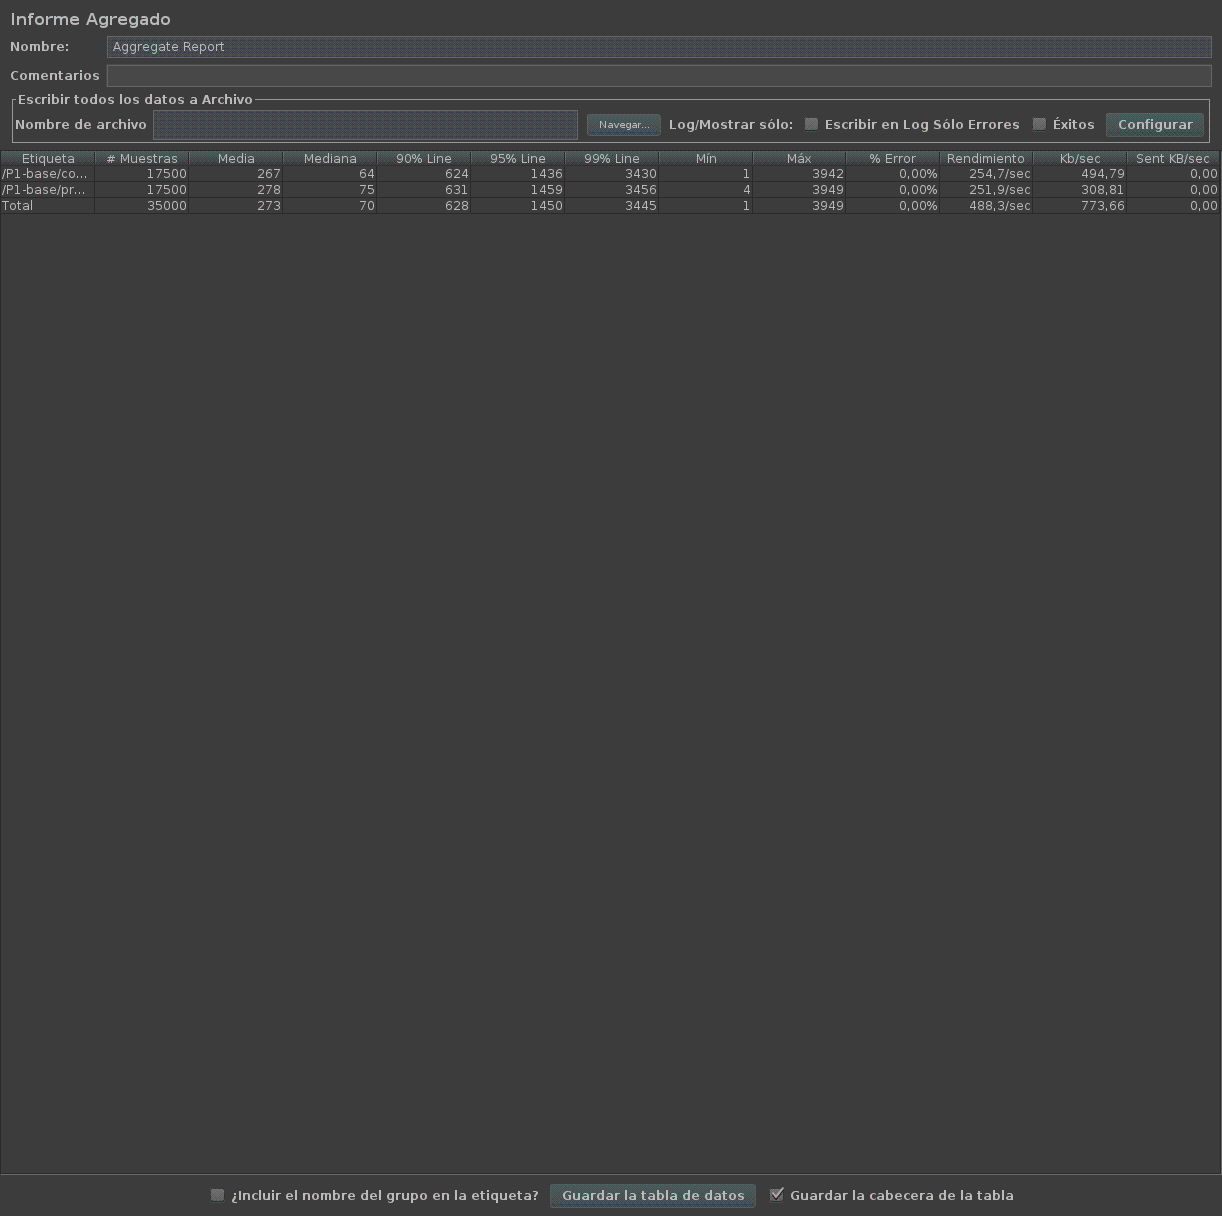 Informe Agregado
Nombre: Aggregate Report
Comentarios
Escribir todos los datos a Archivo
Nombre de archivo Navegar... Log/Mostrar sólo: Escribir en Log Sólo Errores Éxitos Configurar
Etiqueta # Muestras Media Mediana 90% Line 95% Line 99% Line Mín Máx % Error Rendimiento Kb/sec Sent KB/sec
/P1-base/co... 17500 267 64 624 1436 3430 1 3942 0,00% 254,7/sec 494,79 0,00
/P1-base/pr... 17500 278 75 631 1459 3456 4 3949 0,00% 251,9/sec 308,81 0,00
Total 35000 273 70 628 1450 3445 1 3949 0,00% 488,3/sec 773,66 0,00
¿Incluir el nombre del grupo en la etiqueta? Guardar la tabla de datos Guardar la cabecera de la tabla